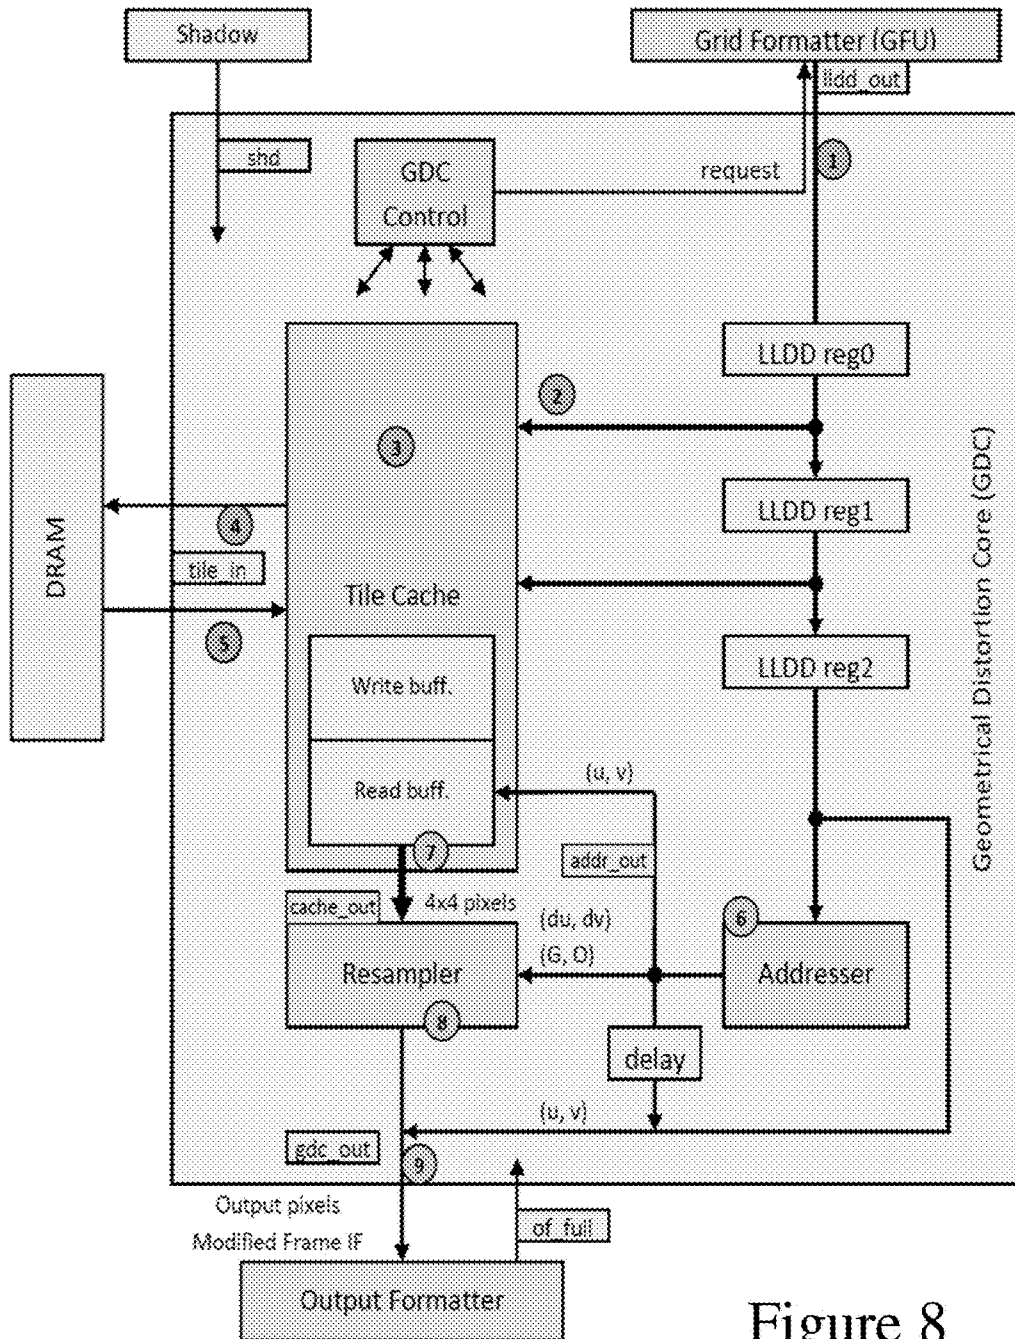 Shadow
Grid Formatter (GFU)
lldd_out
shd
GDC
Control
request
1
LLDD reg0
2
3
LLDD reg1
DRAM
4
tile_in
Tile Cache
5
LLDD reg2
Write buff.
Read buff.
(u, v)
7
addr_out
cache_out
4x4 pixels
(du, dv)
(G, O)
6
Resampler
Addresser
8
delay
(u, v)
gdc_out
9
Output pixels
Modified Frame IF
of_full
Output Formatter
Geometrical Distortion Core (GDC)
Figure 8